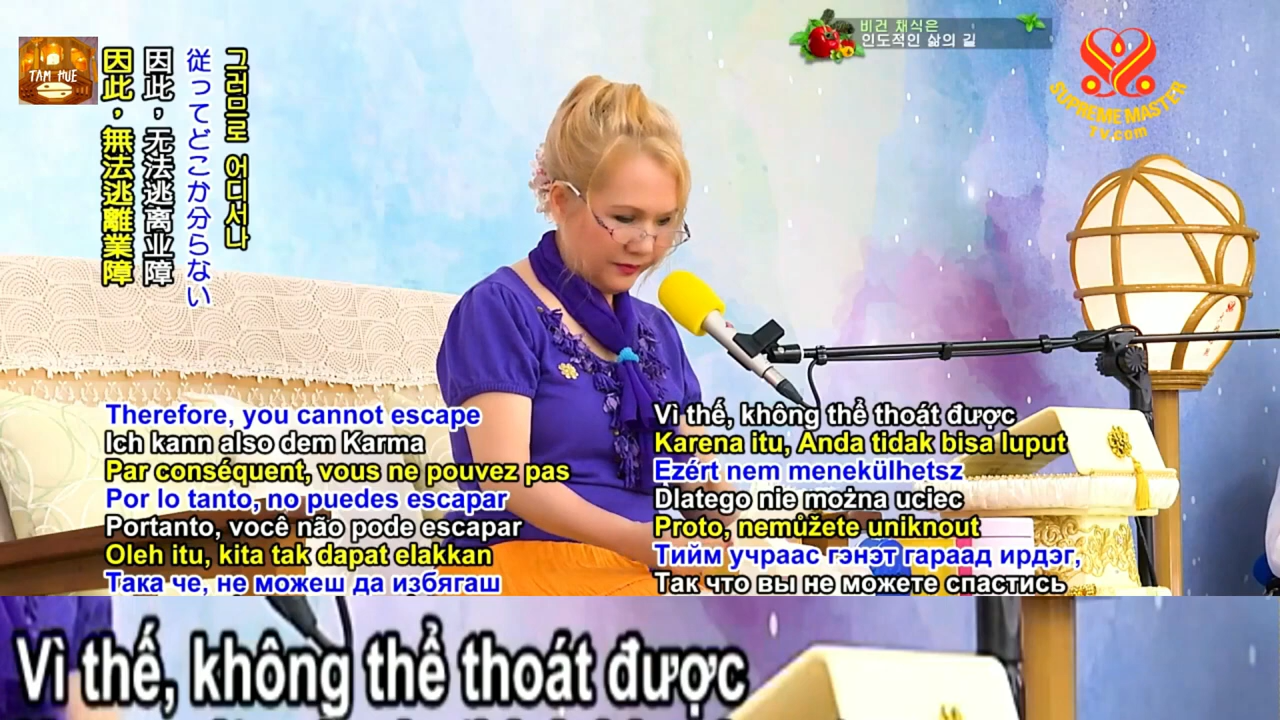 TAM HUE
因此，無法逃離業障
因此，无法逃离业障
従ってどこか分らない
그러므로 어디서나
비건 채식은
인도적인 삶의 길
SUPREME MASTER
TV.com
Therefore, you cannot escape
Ich kann also dem Karma
Par conséquent, vous ne pouvez pas
Por lo tanto, no puedes escapar
Portanto, você não pode escapar
Oleh itu, kita tak dapat elakkan
Така че, не можеш да избягаш
Vì thế, không thể thoát được
Karena itu, Anda tidak bisa luput
Ezért nem menekülhetsz
Dlatego nie można uciec
Proto, nemůžete uniknout
Тийм учраас гэнэт гараад ирдэг,
Так что вы не можете спастись
Vì thế, không thể thoát được